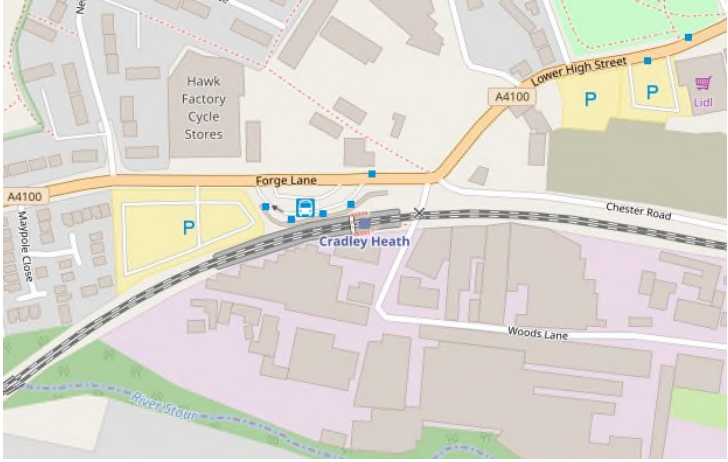 Ne
Lower High Street
Hawk
Factory
Cycle
Stores
A4100
P
P
Lidl
Forge Lane
A4100
Maypole Close
P
Chester Road
Cradley Heath
Woods Lane
River Stour